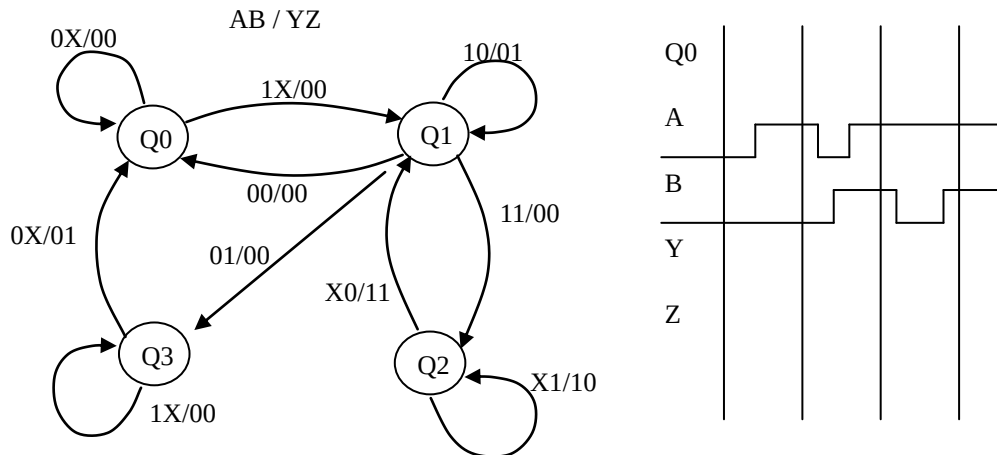 AB / YZ
0X/00
10/01
1X/00
Q0
Q1
00/00
11/00
0X/01
01/00
X0/11
Q3
Q2
X1/10
1X/00
Q0
A
B
Y
Z